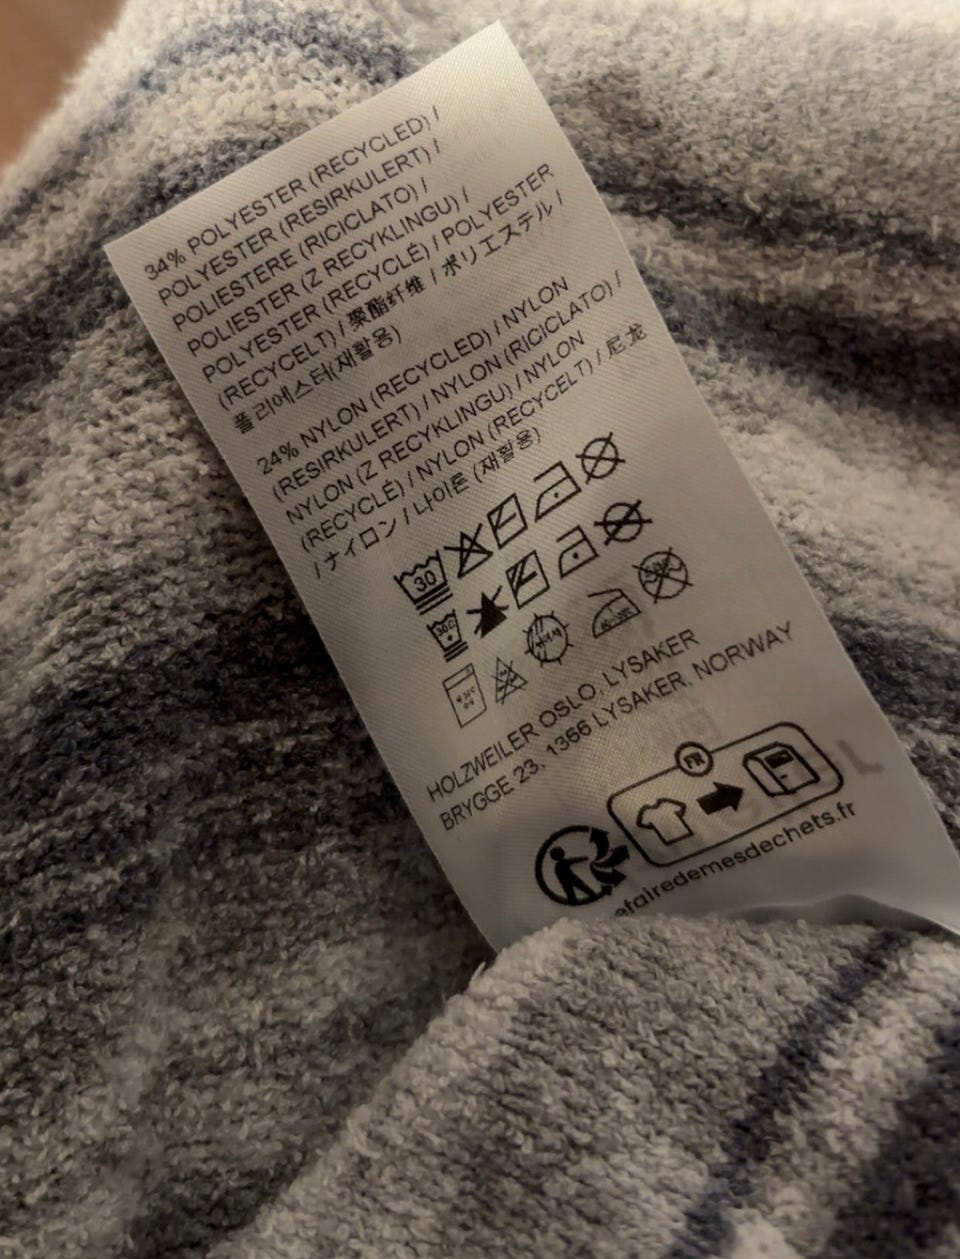 34% POLYESTER (RECYCLED) /
POLYESTER (RESIRKULERT) /
POLIESTERE (RICICLATO) /
POLIESTER (Z RECYKLINGU) /
POLYESTER (RECYCLÉ) / POLYESTER
(RECYCELT) / 聚酯纤维 / ポリエステル /
폴리에스터(재활용)
24% NYLON (RECYCLED) / NYLON
(RESIRKULERT) / NYLON (RICICLATO) /
NYLON (Z RECYKLINGU) / NYLON
(RECYCLÉ) / NYLON (RECYCELT) / 尼龙
/ ナイロン / 나이론 (재활용)
30
30C
HOLZWEILER OSLO, LYSAKER
BRYGGE 23, 1366 LYSAKER, NORWAY
FR
efairedemesdechets.fr